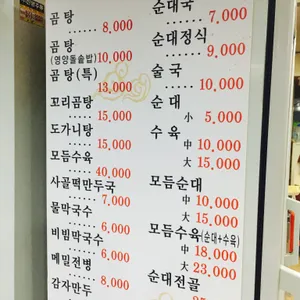 곰탕
...... 8,000
곰탕
(영양돌솥밥) 10,000
곰탕(특)
...... 13,000
꼬리곰탕
...... 15,000
도가니탕
...... 15,000
모듬수육
...... 40,000
사골떡만두국
...... 7,000
물막국수
...... 6,000
비빔막국수
...... 6,000
메밀전병
...... 8,000
감자만두
순대국
...... 7,000
순대정식
...... 9,000
술국
...... 10,000
순대
小 5,000
수육
中 10,000
大 15,000
모듬순대
中 10,000
大 15,000
모듬수육(순대+수육)
中 18,000
大 23,000
순대전골